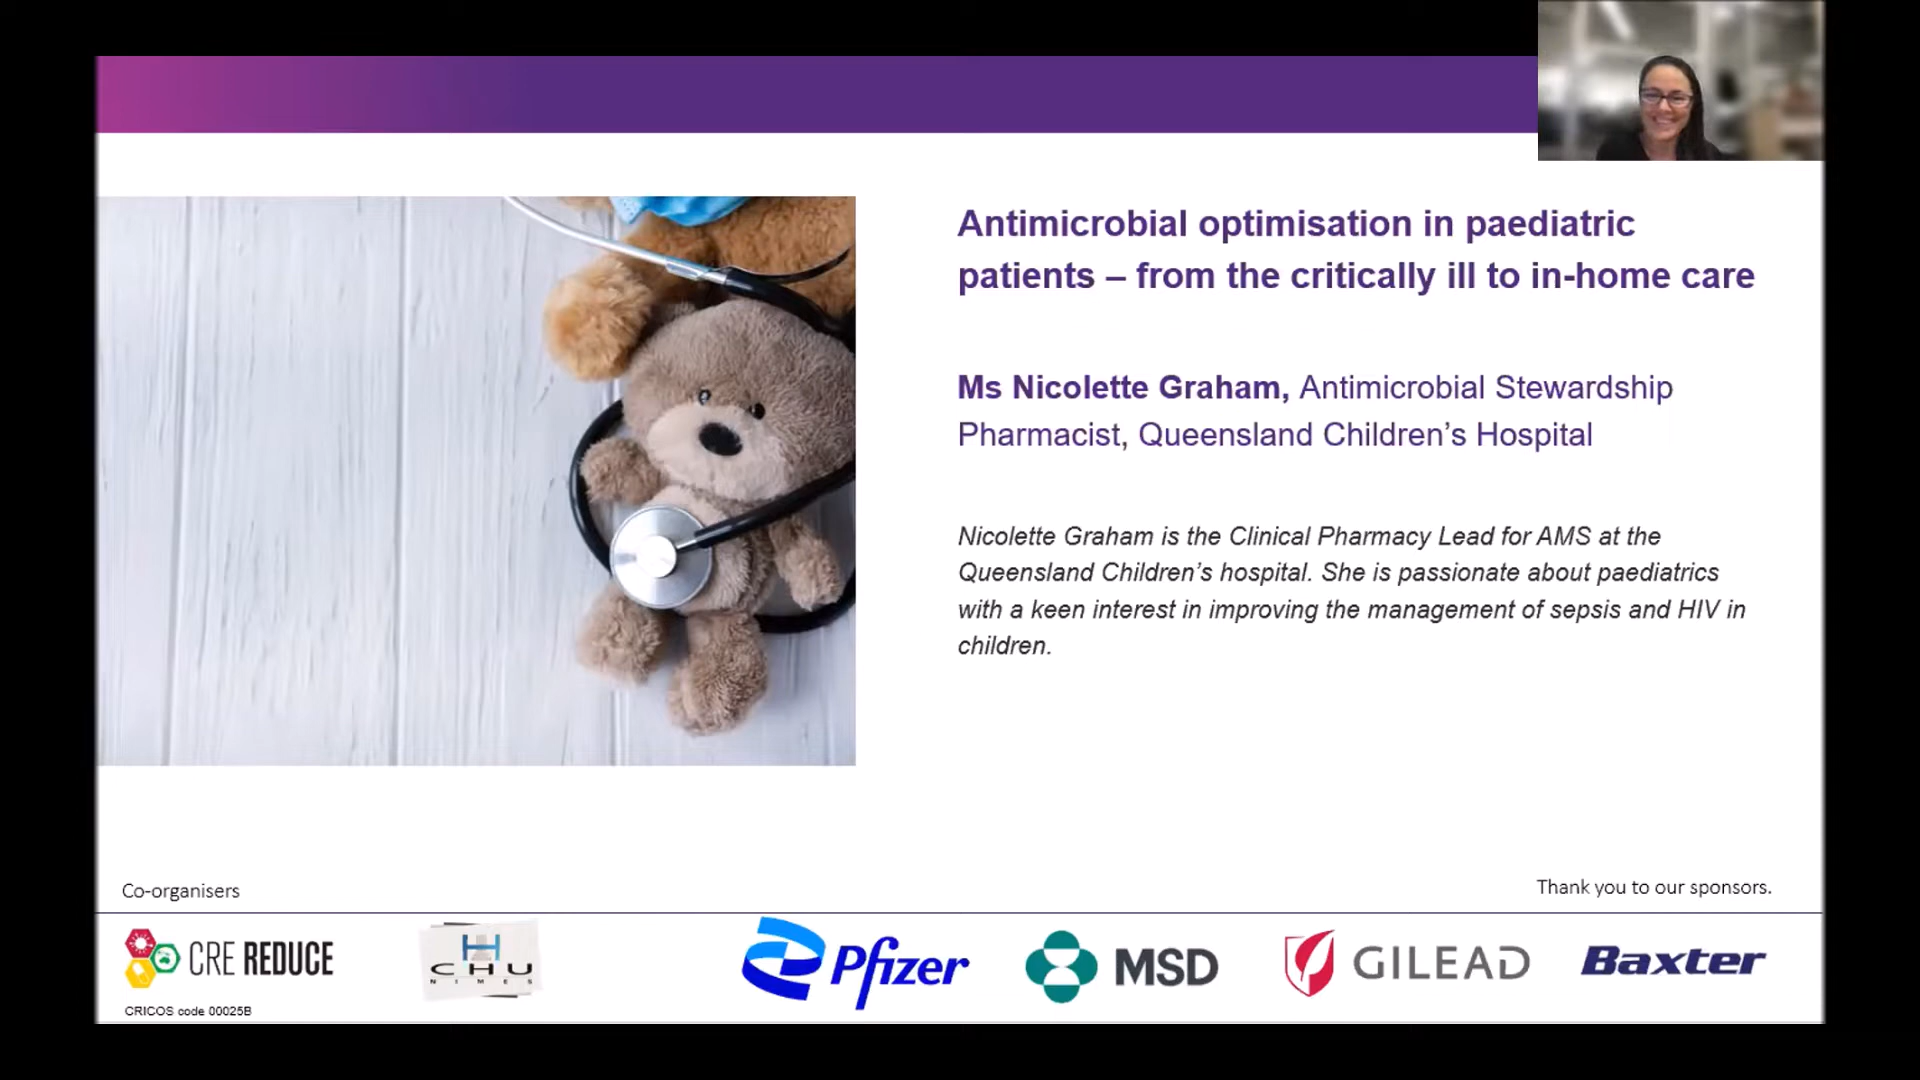 Antimicrobial optimisation in paediatric
patients – from the critically ill to in-home care
Ms Nicolette Graham, Antimicrobial Stewardship
Pharmacist, Queensland Children’s Hospital
Nicolette Graham is the Clinical Pharmacy Lead for AMS at the
Queensland Children’s hospital. She is passionate about paediatrics
with a keen interest in improving the management of sepsis and HIV in
children.
Co-organisers
Thank you to our sponsors.
CRE REDUCE
CHU
NIMES
Pfizer
MSD
GILEAD
Baxter
CRICOS code 00025B